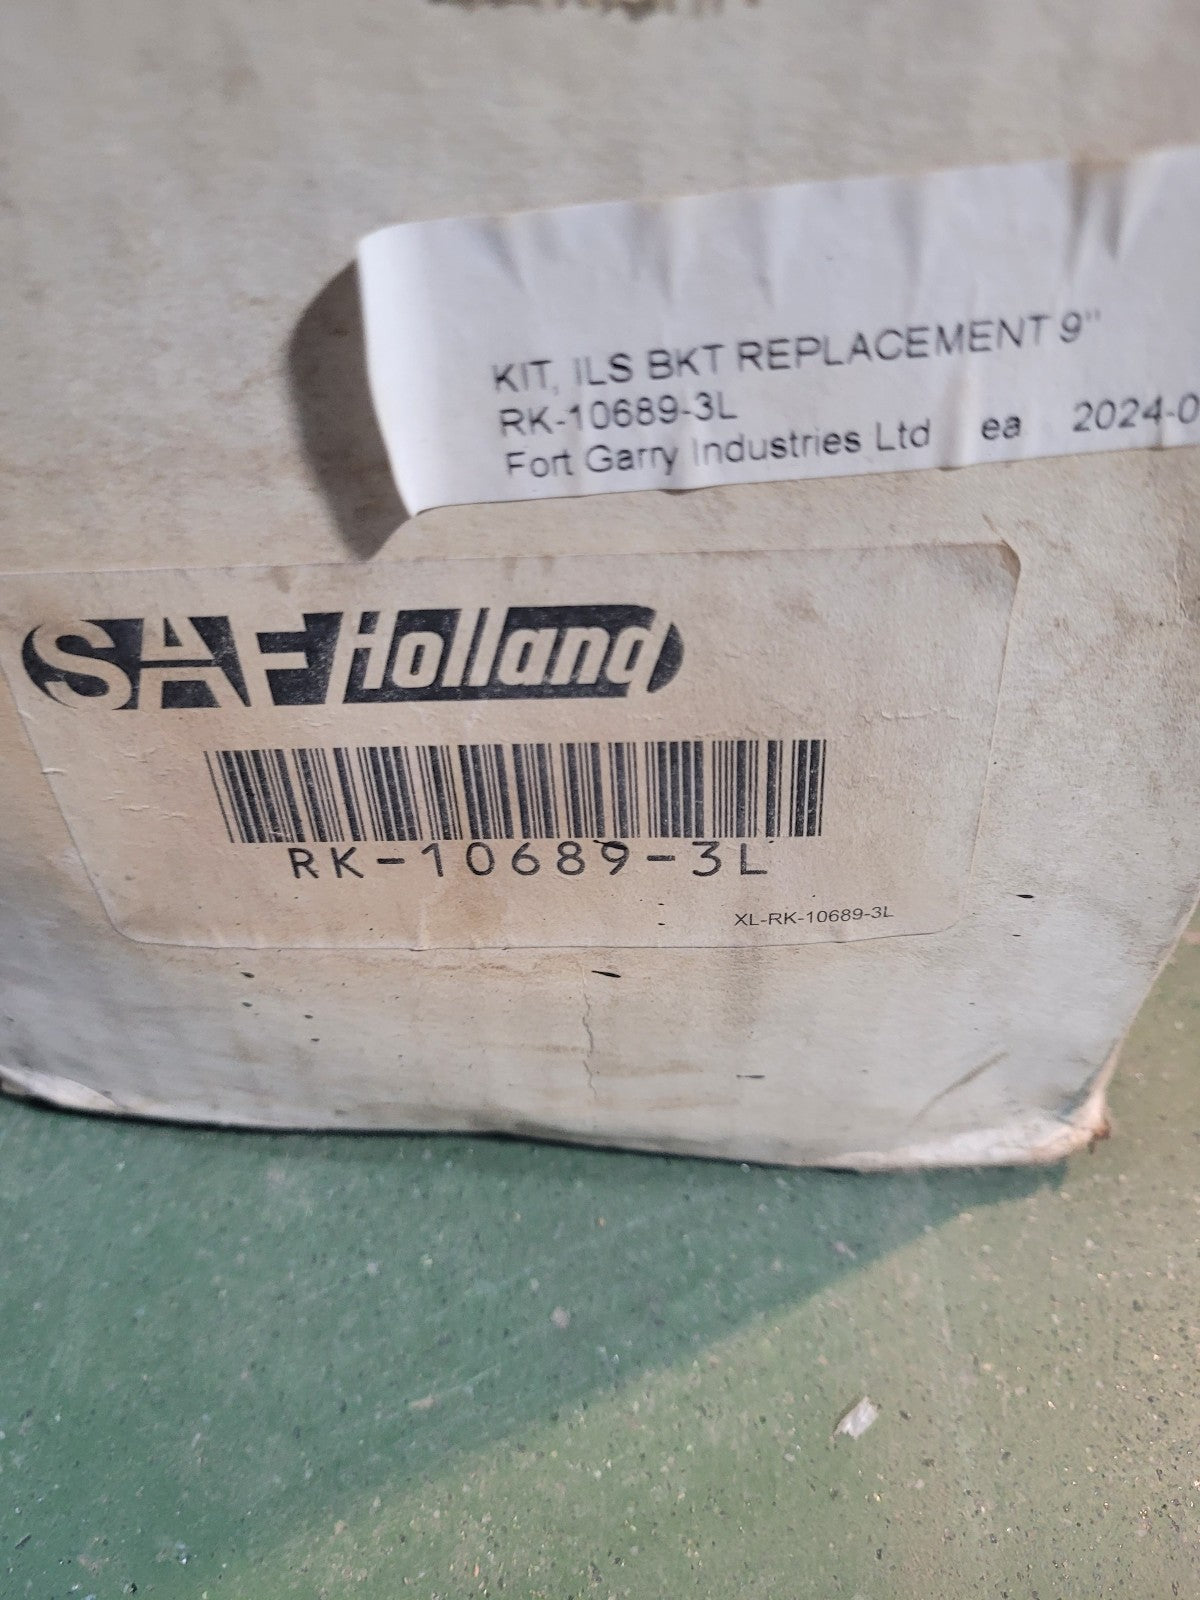 KIT, ILS BKT REPLACEMENT 9"
RK-10689-3L
Fort Garry Industries Ltd ea 2024-0
SAF Holland
RK-10689-3L
XL-RK-10689-3L